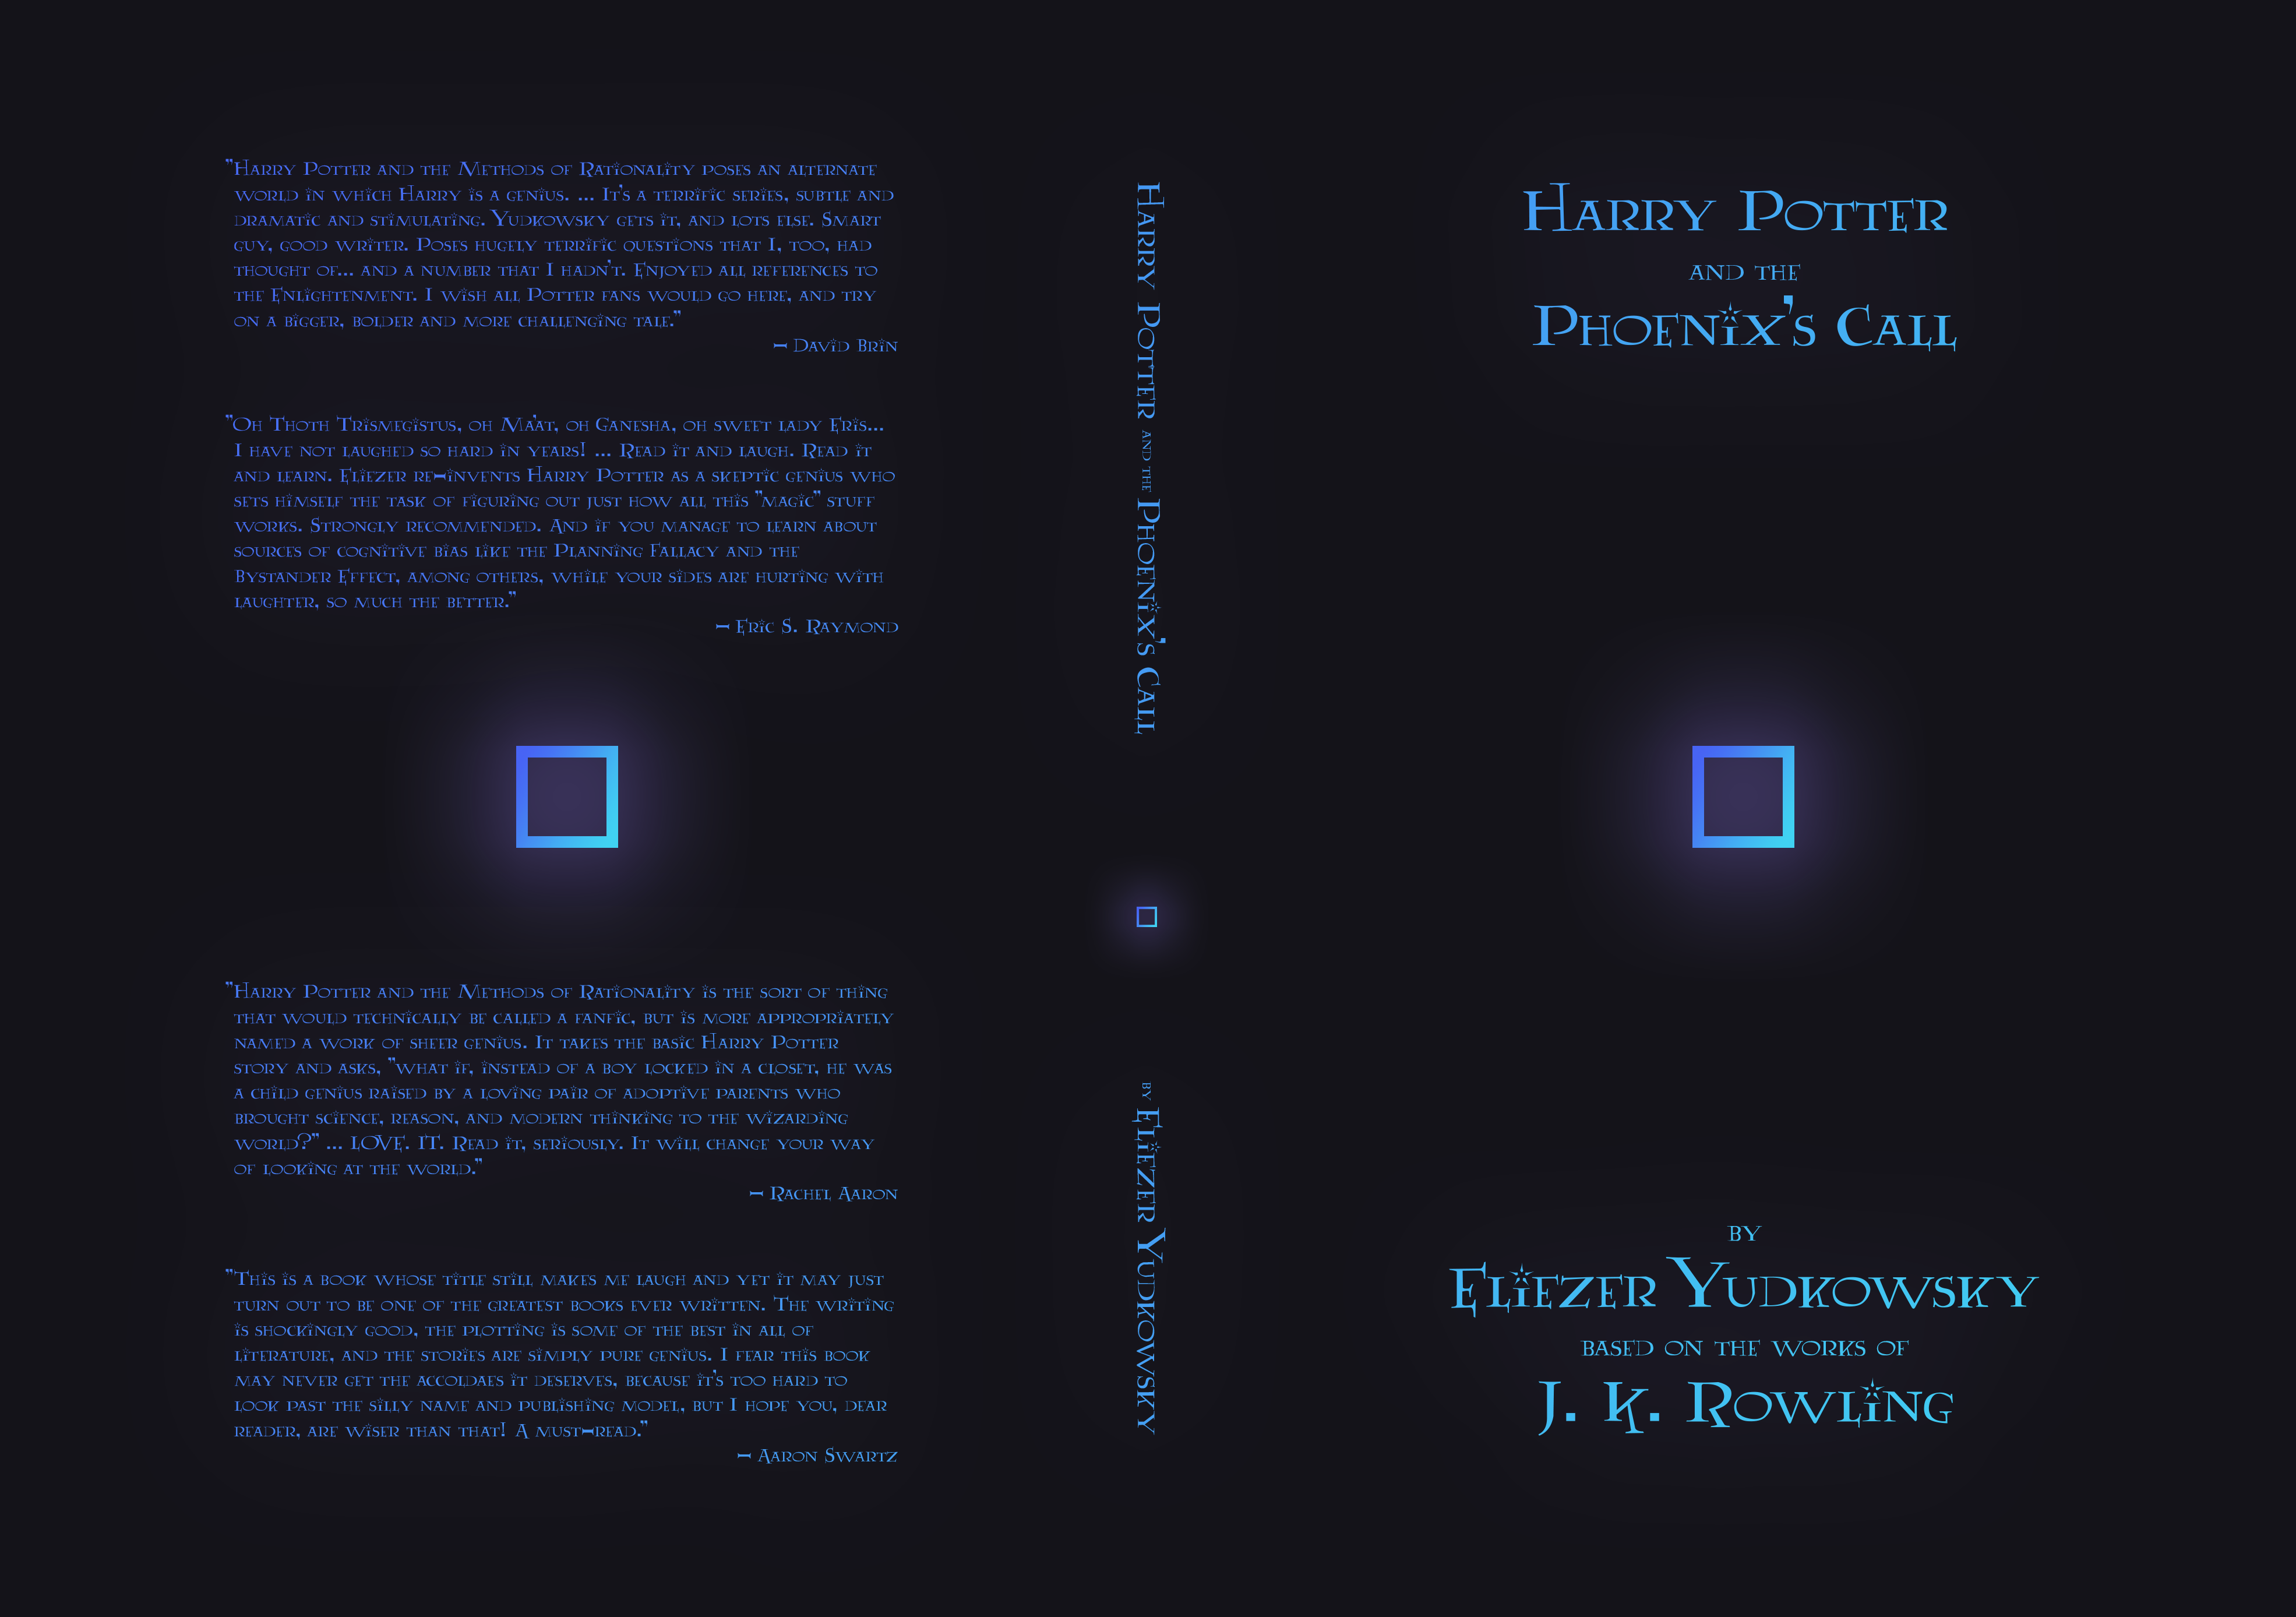 "Harry Potter and the Methods of Rationality poses an alternate
world in which Harry is a genius. ... It's a terrific series, subtle and
dramatic and stimulating. Yudkowsky gets it, and lots else. Smart
guy, good writer. Poses hugely terrific questions that I, too, had
thought of... and a number that I hadn't. Enjoyed all references to
the Enlightenment. I wish all Potter fans would go here, and try
on a bigger, bolder and more challenging tale."
- David Brin
"Oh Thoth Trismegistus, oh Ma'at, oh Ganesha, oh sweet lady Eris...
I have not laughed so hard in years! ... Read it and laugh. Read it
and learn. Eliezer re-invents Harry Potter as a skeptic genius who
sets himself the task of figuring out just how all this "magic" stuff
works. Strongly recommended. And if you manage to learn about
sources of cognitive bias like the Planning Fallacy and the
Bystander Effect, among others, while your sides are hurting with
laughter, so much the better."
- Eric S. Raymond
"Harry Potter and the Methods of Rationality is the sort of thing
that would technically be called a fanfic, but is more appropriately
named a work of sheer genius. It takes the basic Harry Potter
story and asks, "what if, instead of a boy locked in a closet, he was
a child genius raised by a loving pair of adoptive parents who
brought science, reason, and modern thinking to the wizarding
world?" ... LOVE. IT. Read it, seriously. It will change your way
of looking at the world."
- Rachel Aaron
"This is a book whose title still makes me laugh and yet it may just
turn out to be one of the greatest books ever written. The writing
is shockingly good, the plotting is some of the best in all of
literature, and the stories are simply pure genius. I fear this book
may never get the accoldaes it deserves, because it's too hard to
look past the silly name and publishing model, but I hope you, dear
reader, are wiser than that! A must-read."
- Aaron Swartz
Harry Potter and the Phoenix's Call
by Eliezer Yudkowsky
Harry Potter
and the
Phoenix's Call
by
Eliezer Yudkowsky
based on the works of
J. K. Rowling